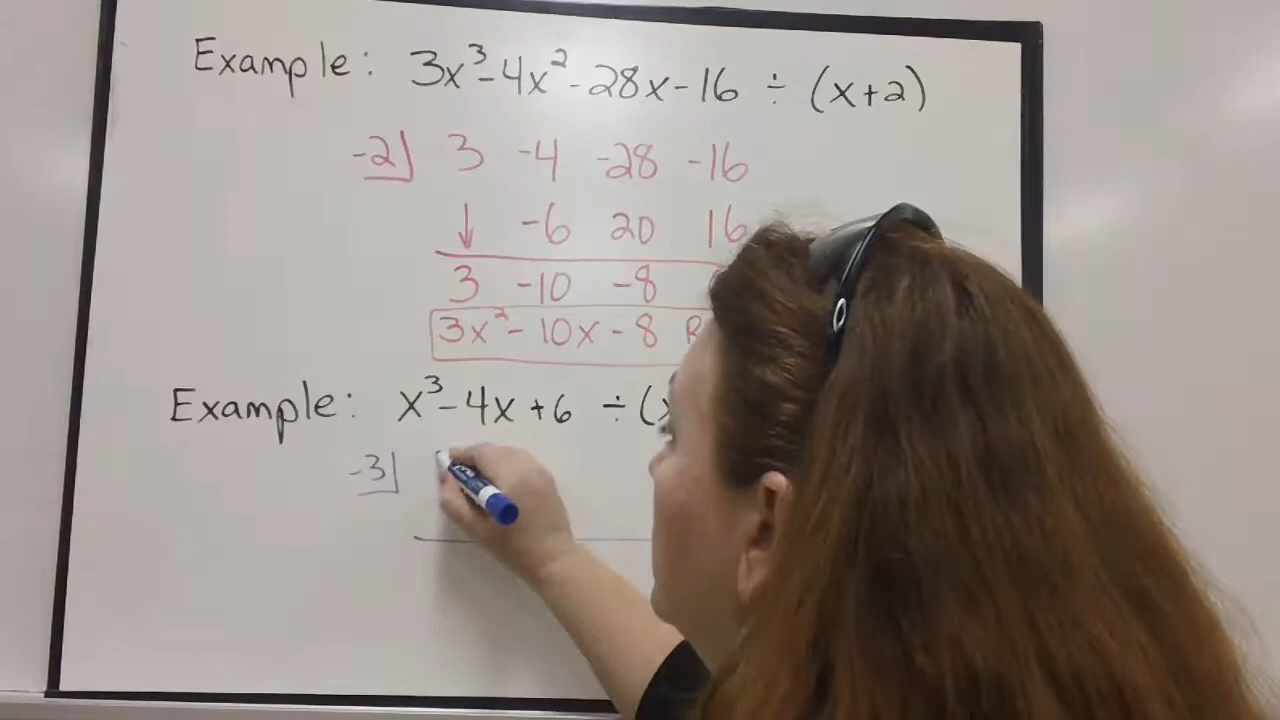 Example: 3x³-4x²-28x-16 ÷ (x+2)
-2 3 -4 -28 -16
↓ -6 20 16
3 -10 -8
3x²-10x-8 R
Example: x³-4x+6 ÷(x
-3